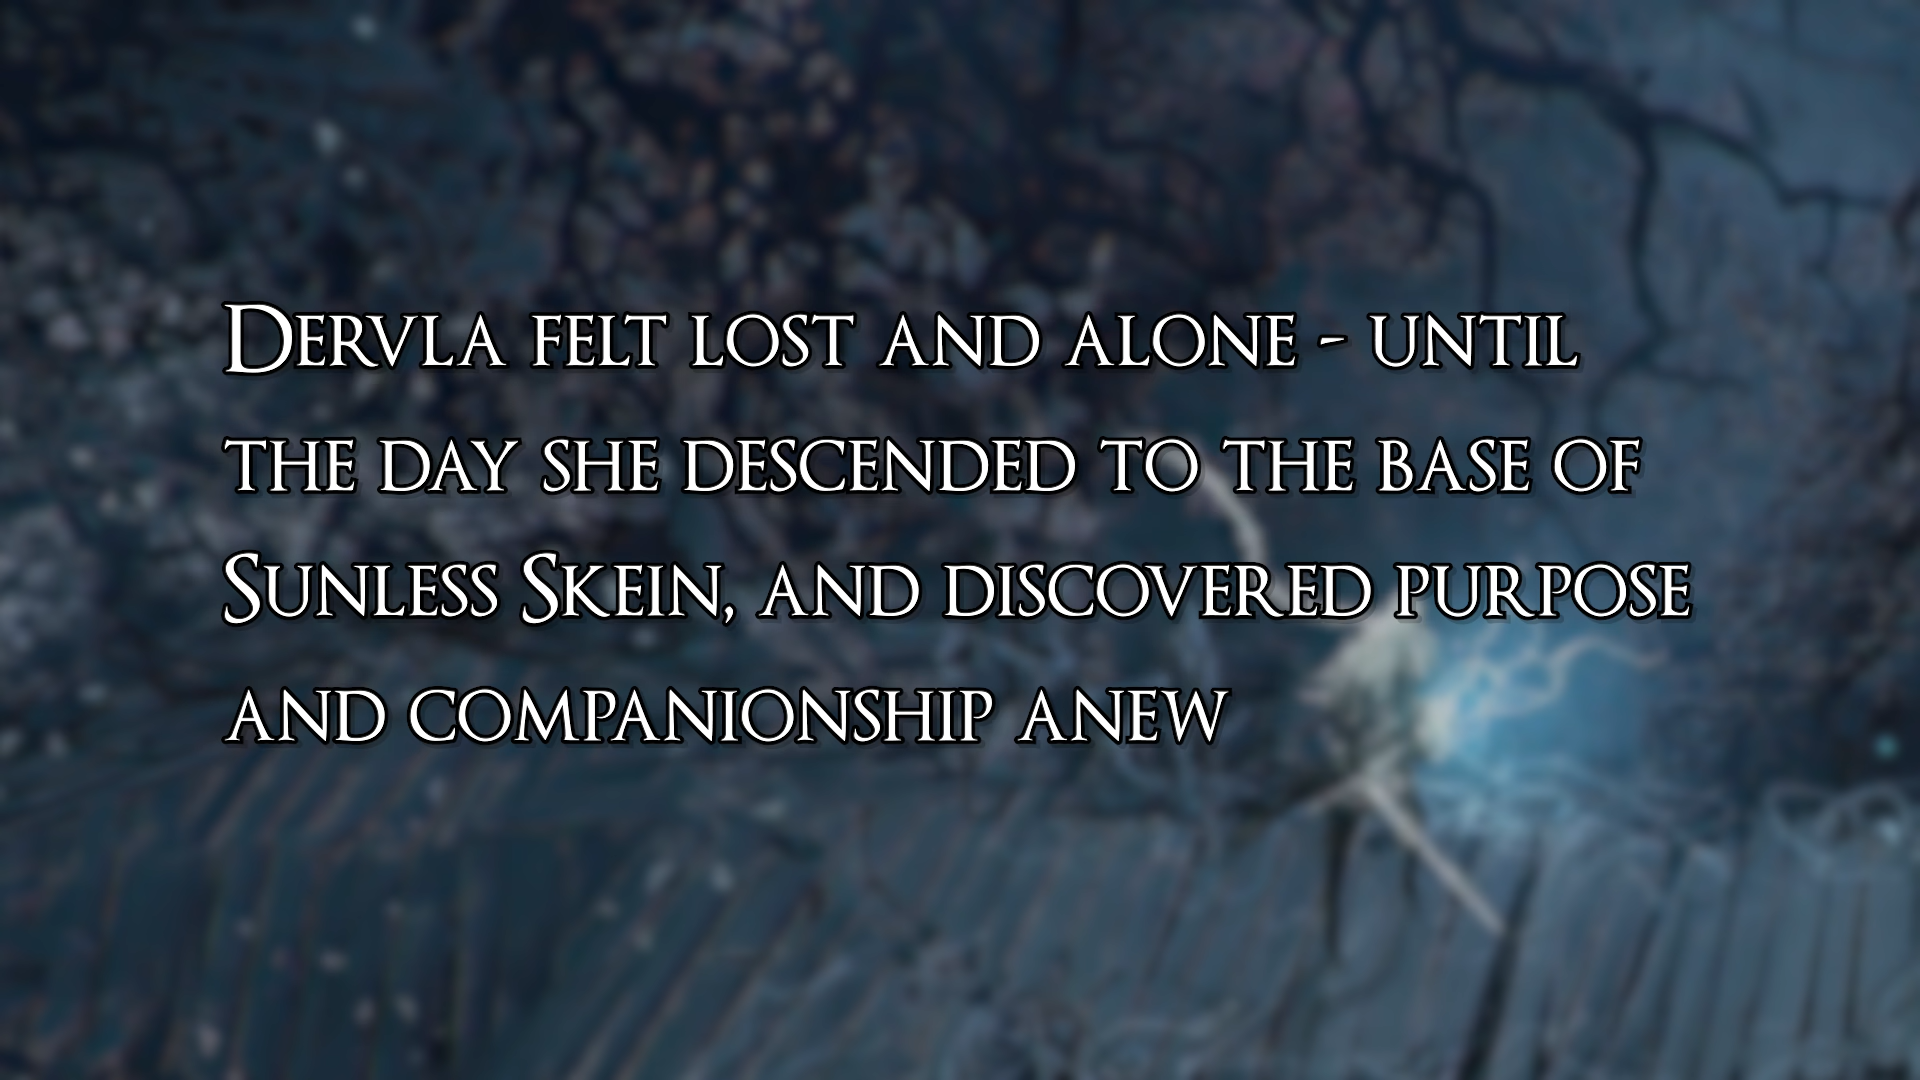 Dervla felt lost and alone - until
the day she descended to the base of
Sunless Skein, and discovered purpose
and companionship anew